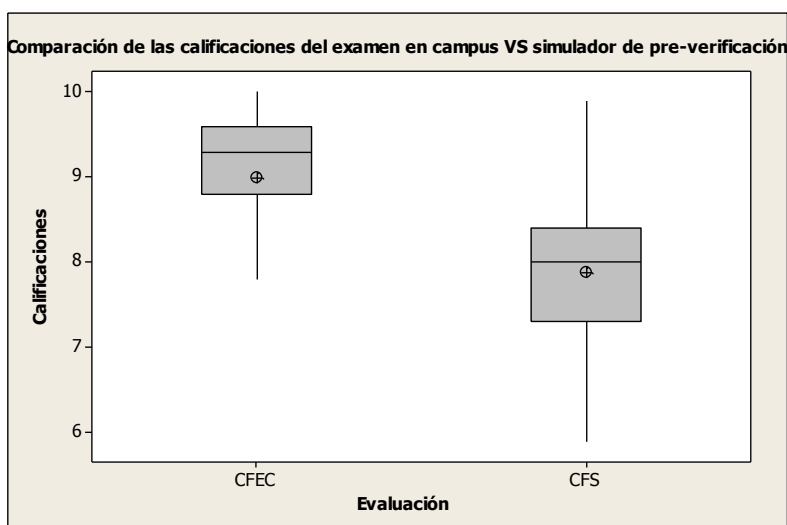 Comparación de las calificaciones del examen en campus VS simulador de pre-verificación
10
9
8
7
6
Calificaciones
CFEC
CFS
Evaluación